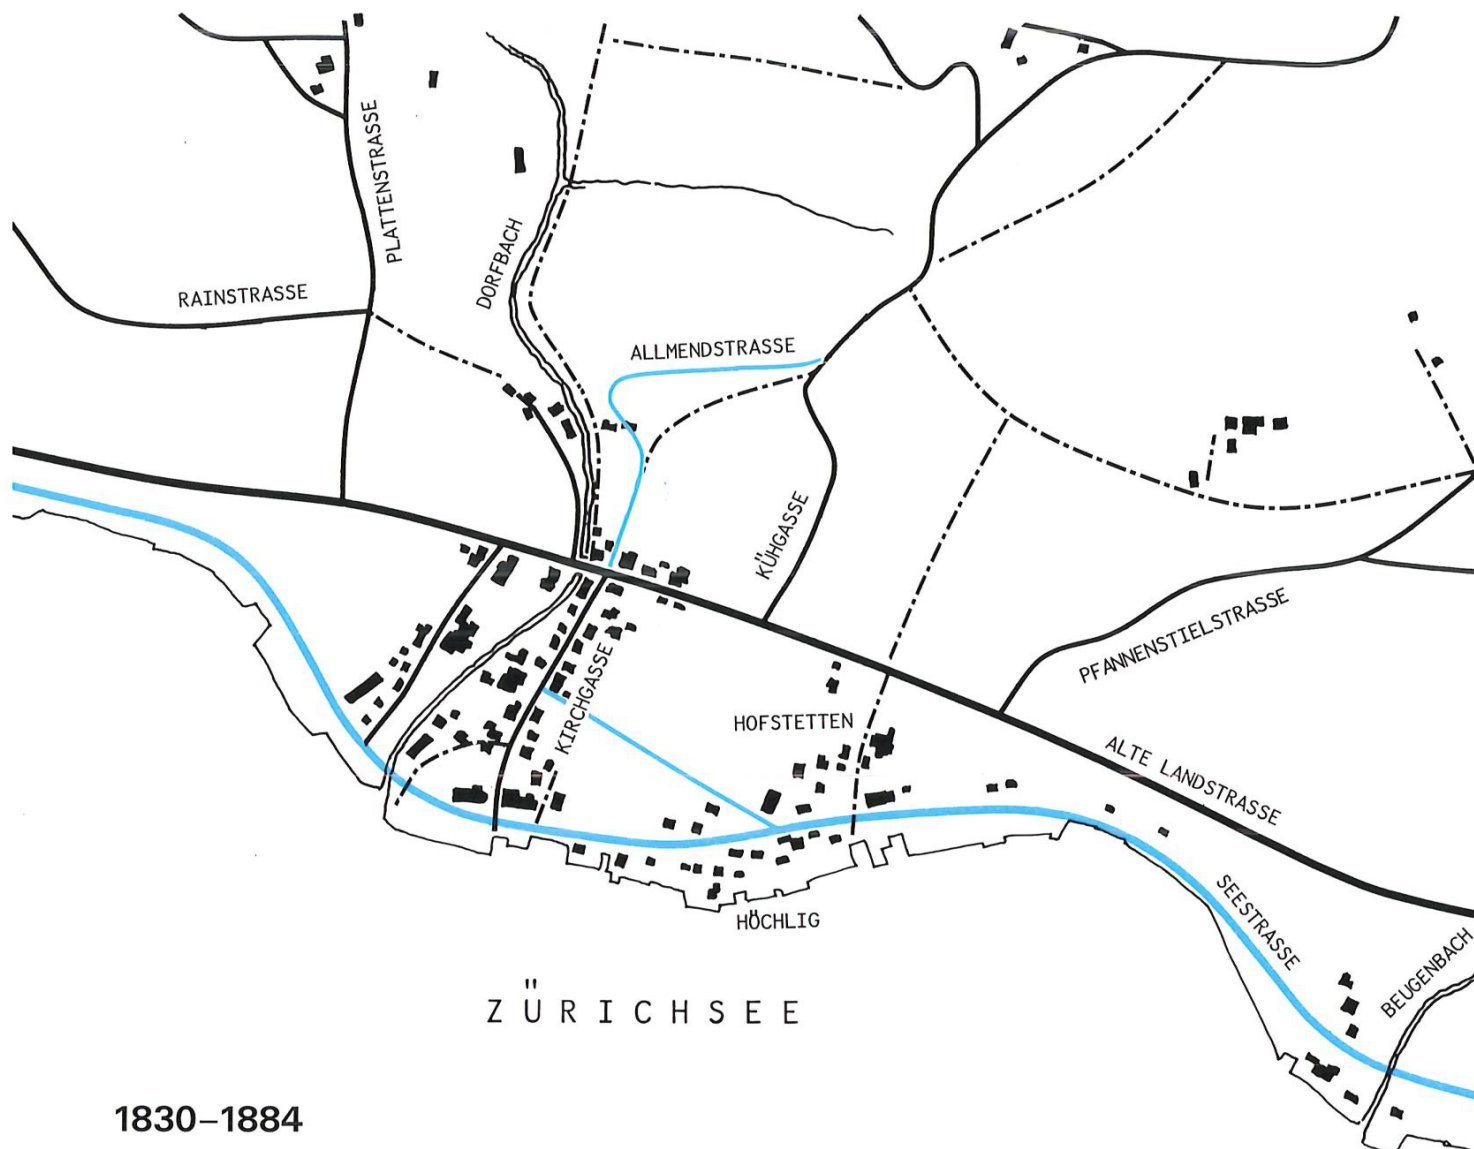 PLATTENSTRASSE
DORFBACH
RAINSTRASSE
ALLMENDSTRASSE
KÜHGASSE
PFANNENSTIELSTRASSE
KIRCHGASSE
HOFSTETTEN
ALTE LANDSTRASSE
SEESTRASSE
HÖCHLIG
BEUGENBACH
ZÜRICHSEE
1830–1884